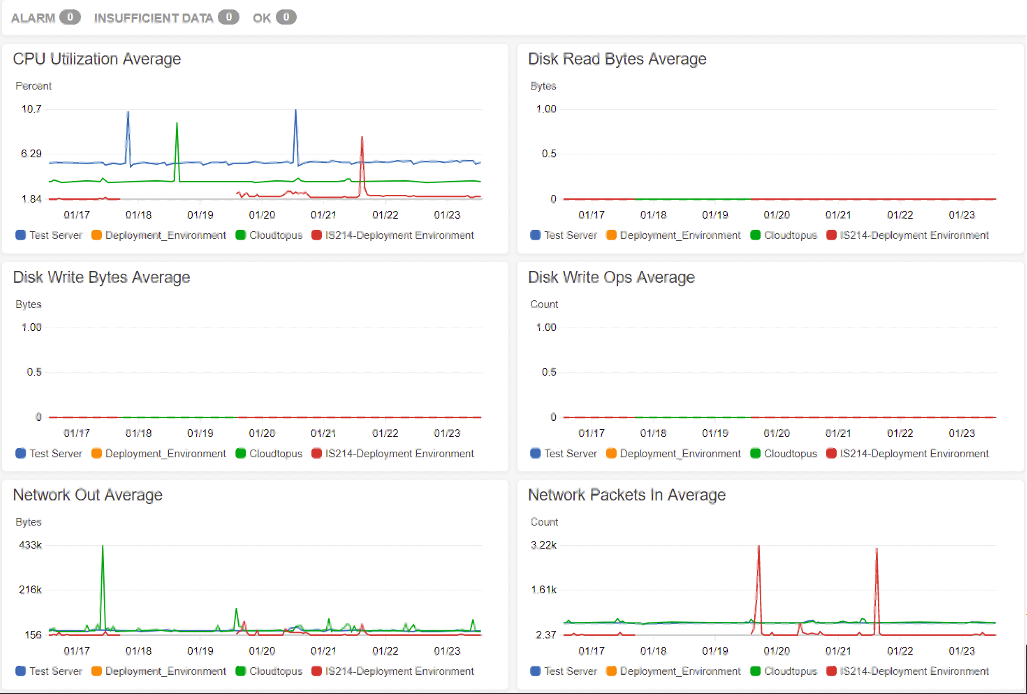 ALARM 0 INSUFFICIENT DATA 0 OK 0
CPU Utilization Average
Percent
10.7
6.29
1.84
01/17 01/18 01/19 01/20 01/21 01/22 01/23
Test Server Deployment_Environment Cloudtopus IS214-Deployment Environment
Disk Read Bytes Average
Bytes
1.00
0.5
0
01/17 01/18 01/19 01/20 01/21 01/22 01/23
Test Server Deployment_Environment Cloudtopus IS214-Deployment Environment
Disk Write Bytes Average
Bytes
1.00
0.5
0
01/17 01/18 01/19 01/20 01/21 01/22 01/23
Test Server Deployment_Environment Cloudtopus IS214-Deployment Environment
Disk Write Ops Average
Count
1.00
0.5
0
01/17 01/18 01/19 01/20 01/21 01/22 01/23
Test Server Deployment_Environment Cloudtopus IS214-Deployment Environment
Network Out Average
Bytes
433k
216k
156
01/17 01/18 01/19 01/20 01/21 01/22 01/23
Test Server Deployment_Environment Cloudtopus IS214-Deployment Environment
Network Packets In Average
Count
3.22k
1.61k
2.37
01/17 01/18 01/19 01/20 01/21 01/22 01/23
Test Server Deployment_Environment Cloudtopus IS214-Deployment Environment